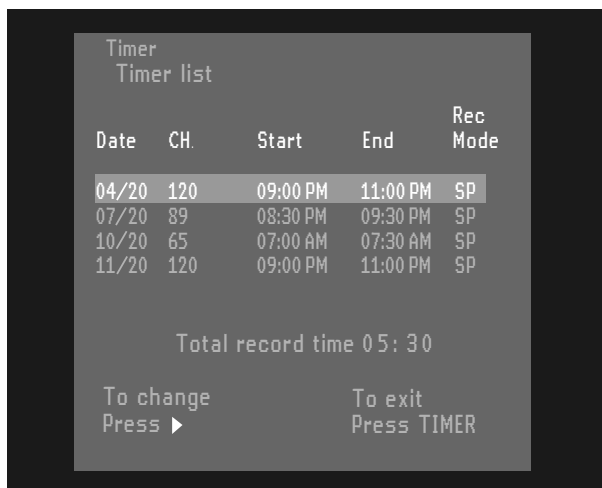 Timer
Timer list
Rec
Date CH. Start End Mode
04/20 120 09:00 PM 11:00 PM SP
07/20 89 08:30 PM 09:30 PM SP
10/20 65 07:00 AM 07:30 AM SP
11/20 120 09:00 PM 11:00 PM SP
Total record time 05:30
To change To exit
Press ▶ Press TIMER